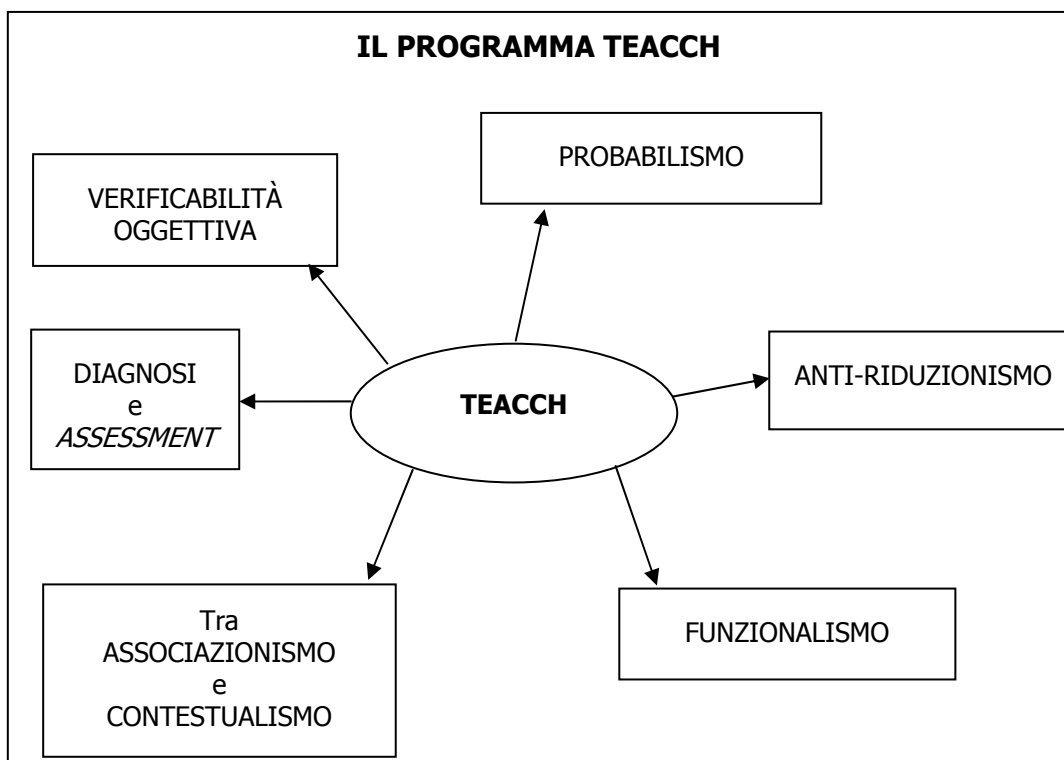 IL PROGRAMMA TEACCH
PROBABILISMO
VERIFICABILITÀ
OGGETTIVA
DIAGNOSI
e
ASSESSMENT
TEACCH
ANTI-RIDUZIONISMO
Tra
ASSOCIAZIONISMO
e
CONTESTUALISMO
FUNZIONALISMO